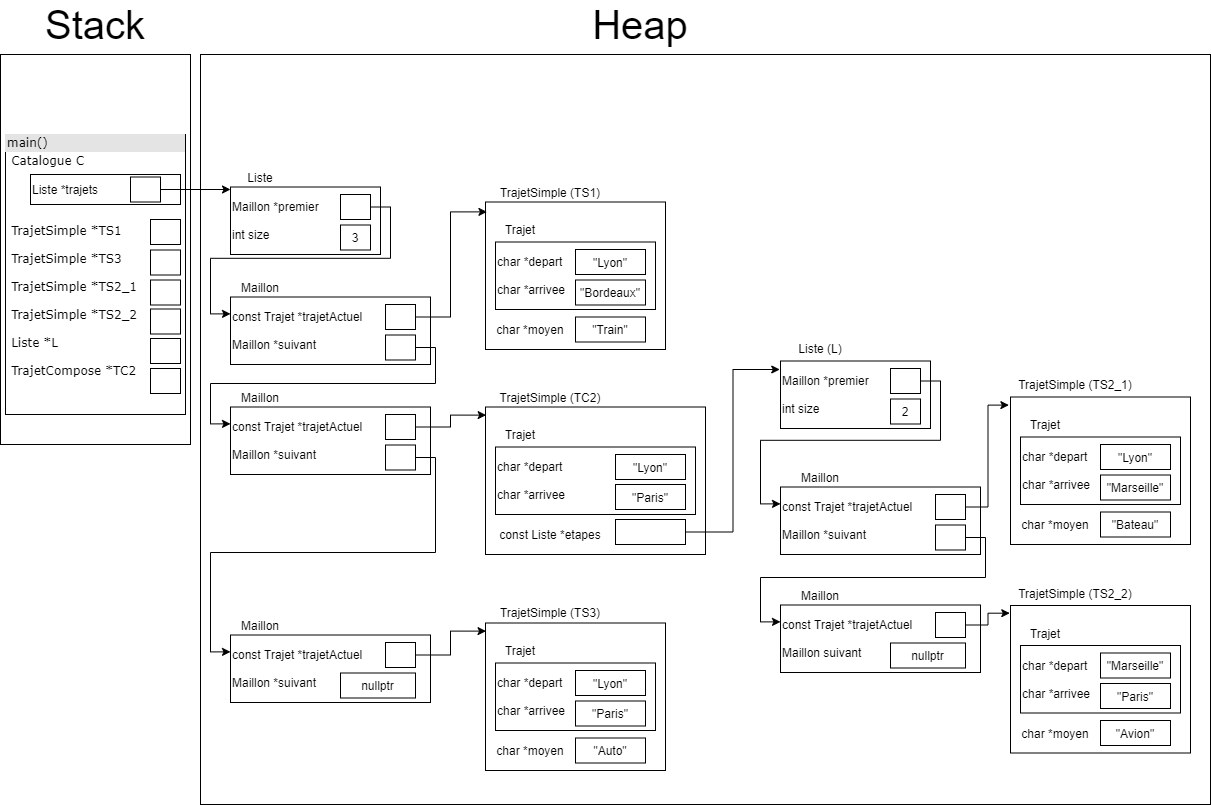 Stack
Heap
main()
Catalogue C
Liste *trajets
TrajetSimple *TS1
TrajetSimple *TS3
TrajetSimple *TS2_1
TrajetSimple *TS2_2
Liste *L
TrajetCompose *TC2
Liste
Maillon *premier
int size
3
Maillon
const Trajet *trajetActuel
Maillon *suivant
Maillon
const Trajet *trajetActuel
Maillon *suivant
Maillon
const Trajet *trajetActuel
Maillon *suivant
nullptr
TrajetSimple (TS1)
Trajet
char *depart
"Lyon"
char *arrivee
"Bordeaux"
char *moyen
"Train"
TrajetSimple (TC2)
Trajet
char *depart
"Lyon"
char *arrivee
"Paris"
const Liste *etapes
TrajetSimple (TS3)
Trajet
char *depart
"Lyon"
char *arrivee
"Paris"
char *moyen
"Auto"
Liste (L)
Maillon *premier
int size
2
Maillon
const Trajet *trajetActuel
Maillon *suivant
Maillon
const Trajet *trajetActuel
Maillon suivant
nullptr
TrajetSimple (TS2_1)
Trajet
char *depart
"Lyon"
char *arrivee
"Marseille"
char *moyen
"Bateau"
TrajetSimple (TS2_2)
Trajet
char *depart
"Marseille"
char *arrivee
"Paris"
char *moyen
"Avion"